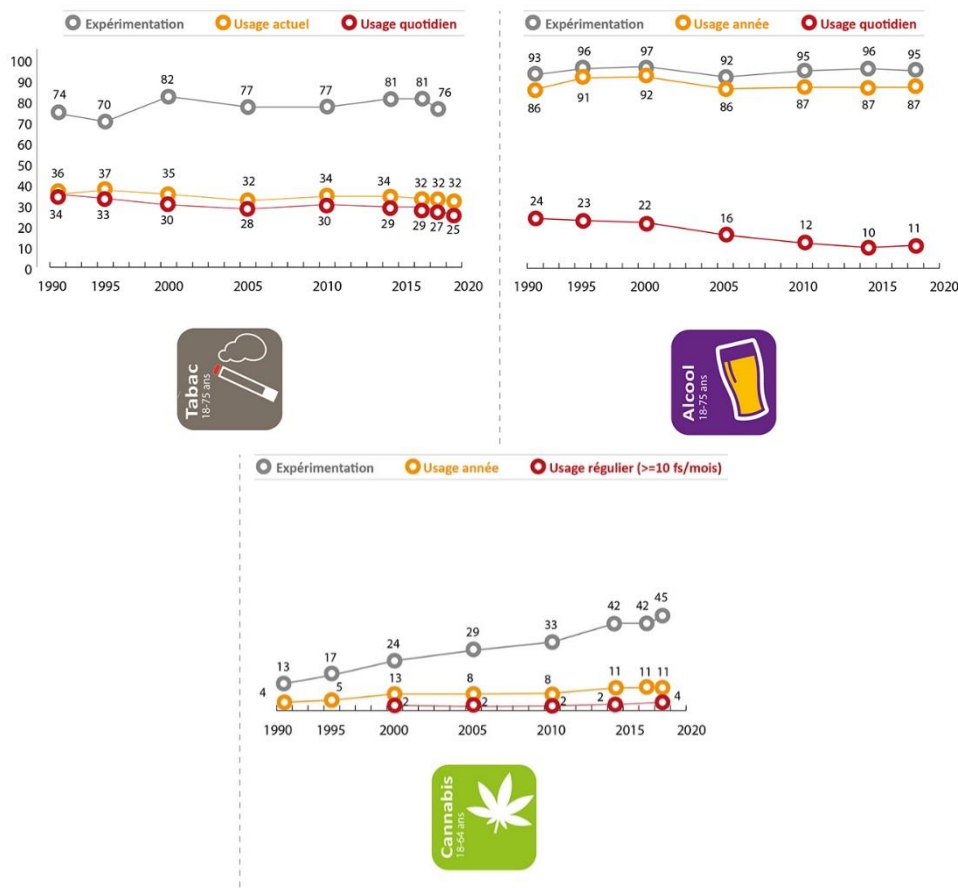 Expérimentation Usage actuel Usage quotidien
100
90
80
70
60
50
40
30
20
10
0
74 70 82 77 77 81 81 76
36 37 35 32 34 34 32 32 32
34 33 30 28 30 29 29 27 25
1990 1995 2000 2005 2010 2015 2020
Tabac
18-75 ans
Expérimentation Usage année Usage quotidien
93 96 97 92 95 96 95
86 91 92 86 87 87 87
24 23 22 16 12 10 11
1990 1995 2000 2005 2010 2015 2020
Alcool
18-75 ans
Expérimentation Usage année Usage régulier (>=10 fs/mois)
13 17 24 29 33 42 42 45
4 5 13 8 8 11 11 11
2 2 2 2 4
1990 1995 2000 2005 2010 2015 2020
Cannabis
18-64 ans